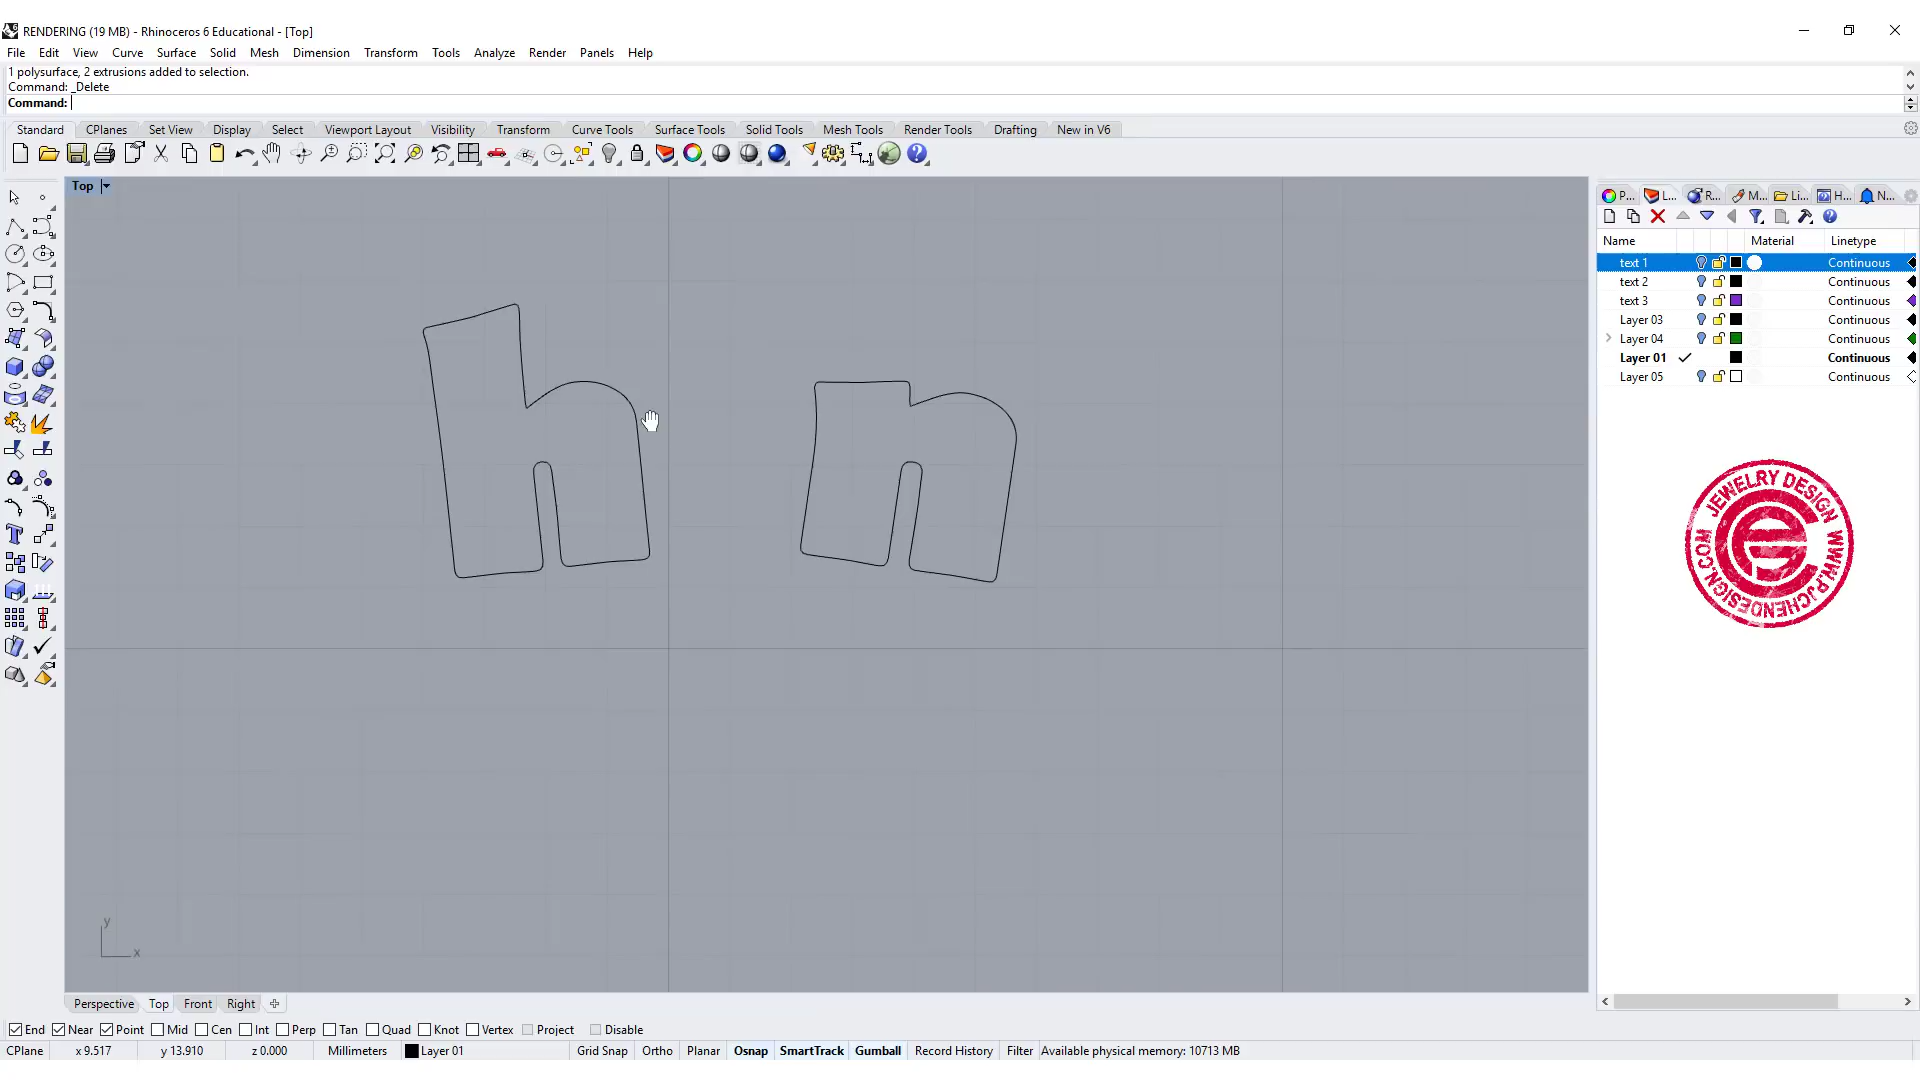 RENDERING (19 MB) - Rhinoceros 6 Educational - [Top]
File Edit View Curve Surface Solid Mesh Dimension Transform Tools Analyze Render Panels Help
1 polysurface, 2 extrusions added to selection.
Command: _Delete
Command:
Standard CPlanes Set View Display Select Viewport Layout Visibility Transform Curve Tools Surface Tools Solid Tools Mesh Tools Render Tools Drafting New in V6
Top
P... L... R... M... Li... H... N...
Name Material Linetype
text 1 Continuous
text 2 Continuous
text 3 Continuous
Layer 03 Continuous
Layer 04 Continuous
Layer 01 Continuous
Layer 05 Continuous
h n
JEWELRY DESIGN
WWW.PJCHENDESIGN.COM
y
x
Perspective Top Front Right
End Near Point Mid Cen Int Perp Tan Quad Knot Vertex Project Disable
CPlane x 9.517 y 13.910 z 0.000 Millimeters Layer 01 Grid Snap Ortho Planar Osnap SmartTrack Gumball Record History Filter Available physical memory: 10713 MB